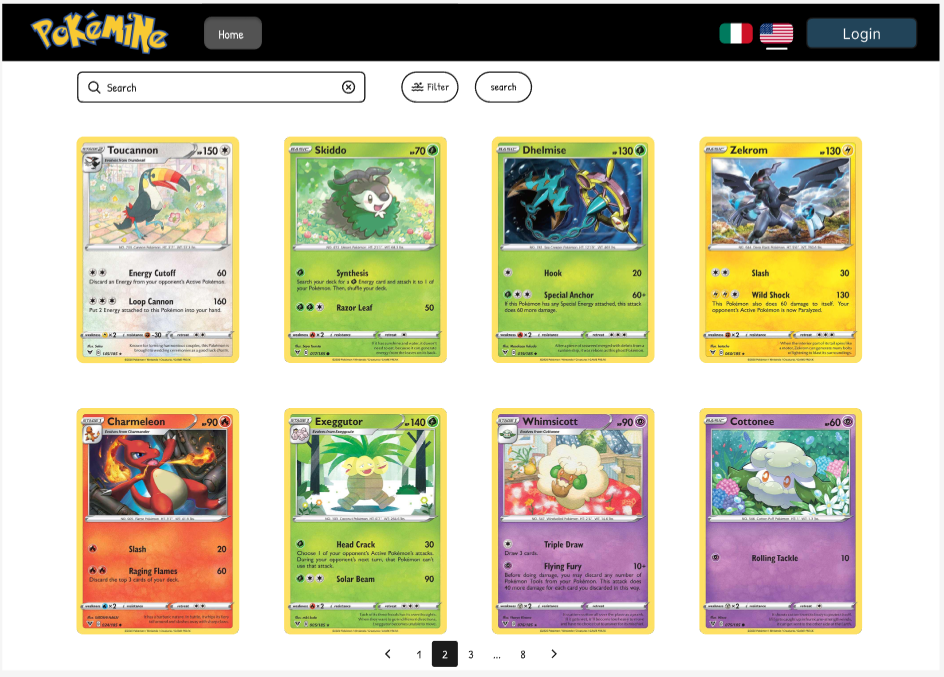 PoKéMiNe
Home
Login
Search
Filter
search
STAGE 2 Toucannon HP 150
Evolves from Trumbeak
Energy Cutoff 60
Discard an Energy from your opponent's Active Pokémon.
Loop Cannon 160
Put 2 Energy attached to this Pokémon into your hand.
weakness ×2 resistance -30 retreat
BASIC Skiddo HP 70
Synthesis
Search your deck for a Energy card and attach it to 1 of
your Pokémon. Then, shuffle your deck.
Razor Leaf 50
weakness ×2 resistance retreat
BASIC Dhelmise HP 130
Hook 20
Special Anchor 60+
If this Pokémon has any Special Energy attached, this attack
does 60 more damage.
weakness ×2 resistance retreat
BASIC Zekrom HP 130
Slash 30
Wild Shock 130
This Pokémon also does 60 damage to itself. Your
opponent's Active Pokémon is now Paralyzed.
weakness resistance retreat
STAGE 1 Charmeleon HP 90
Evolves from Charmander
Slash 20
Raging Flames 60
Discard the top 3 cards of your deck.
weakness ×2 resistance retreat
STAGE 1 Exeggutor HP 140
Evolves from Exeggcute
Head Crack 30
Choose 1 of your opponent's Active Pokémon's attacks.
During your opponent's next turn, that Pokémon can't
use that attack.
Solar Beam 90
weakness ×2 resistance retreat
STAGE 1 Whimsicott HP 90
Evolves from Cottonee
Triple Draw
Draw 3 cards.
Flying Fury 10+
Before doing damage, you may discard any number of
Pokémon Tools from your Pokémon. This attack does
40 more damage for each card you discarded in this way.
weakness ×2 resistance retreat
BASIC Cottonee HP 60
Rolling Tackle 10
weakness ×2 resistance retreat
1 2 3 ... 8